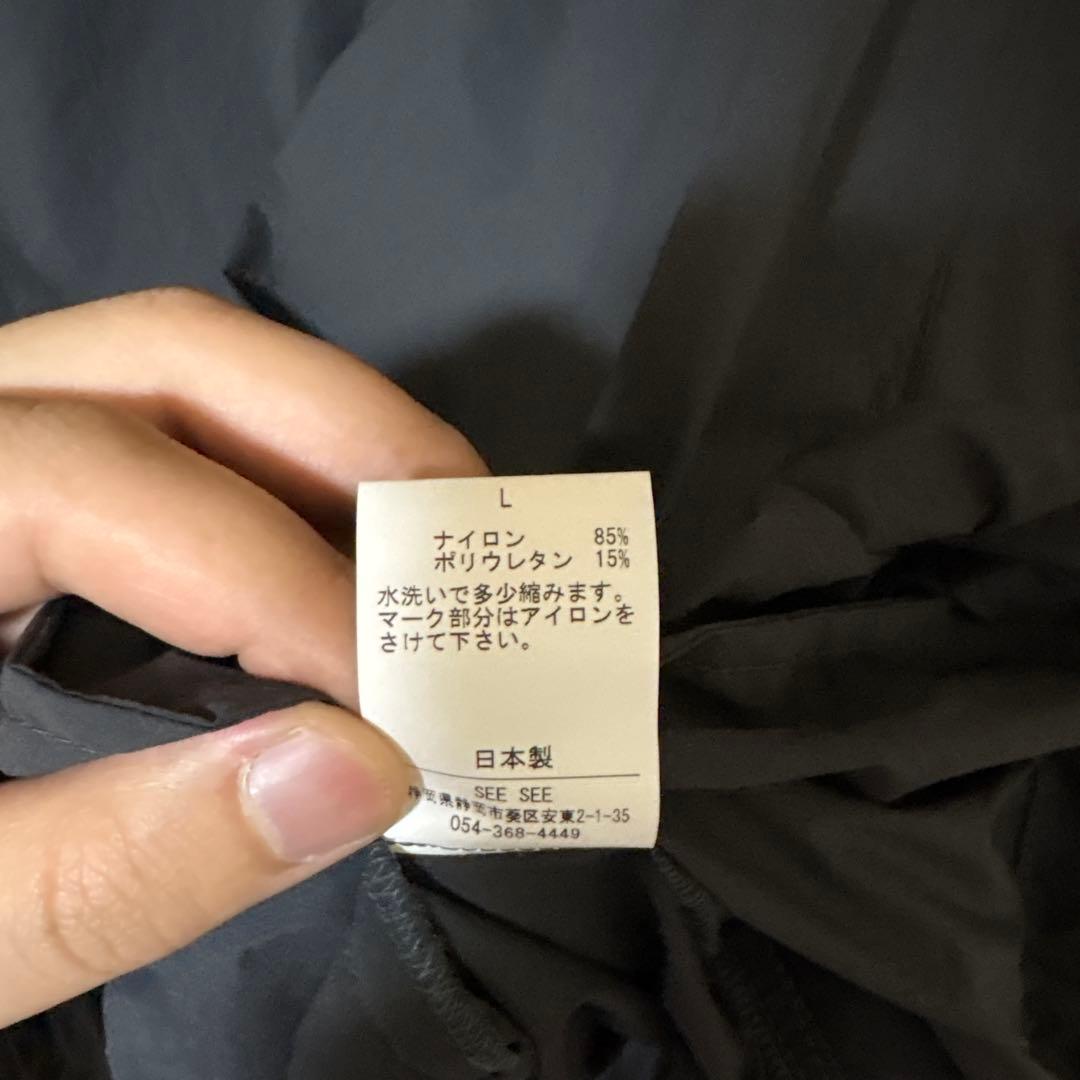 L
ナイロン 85%
ポリウレタン 15%
水洗いで多少縮みます。
マーク部分はアイロンを
さけて下さい。
日本製
SEE SEE
静岡県静岡市葵区安東2-1-35
054-368-4449